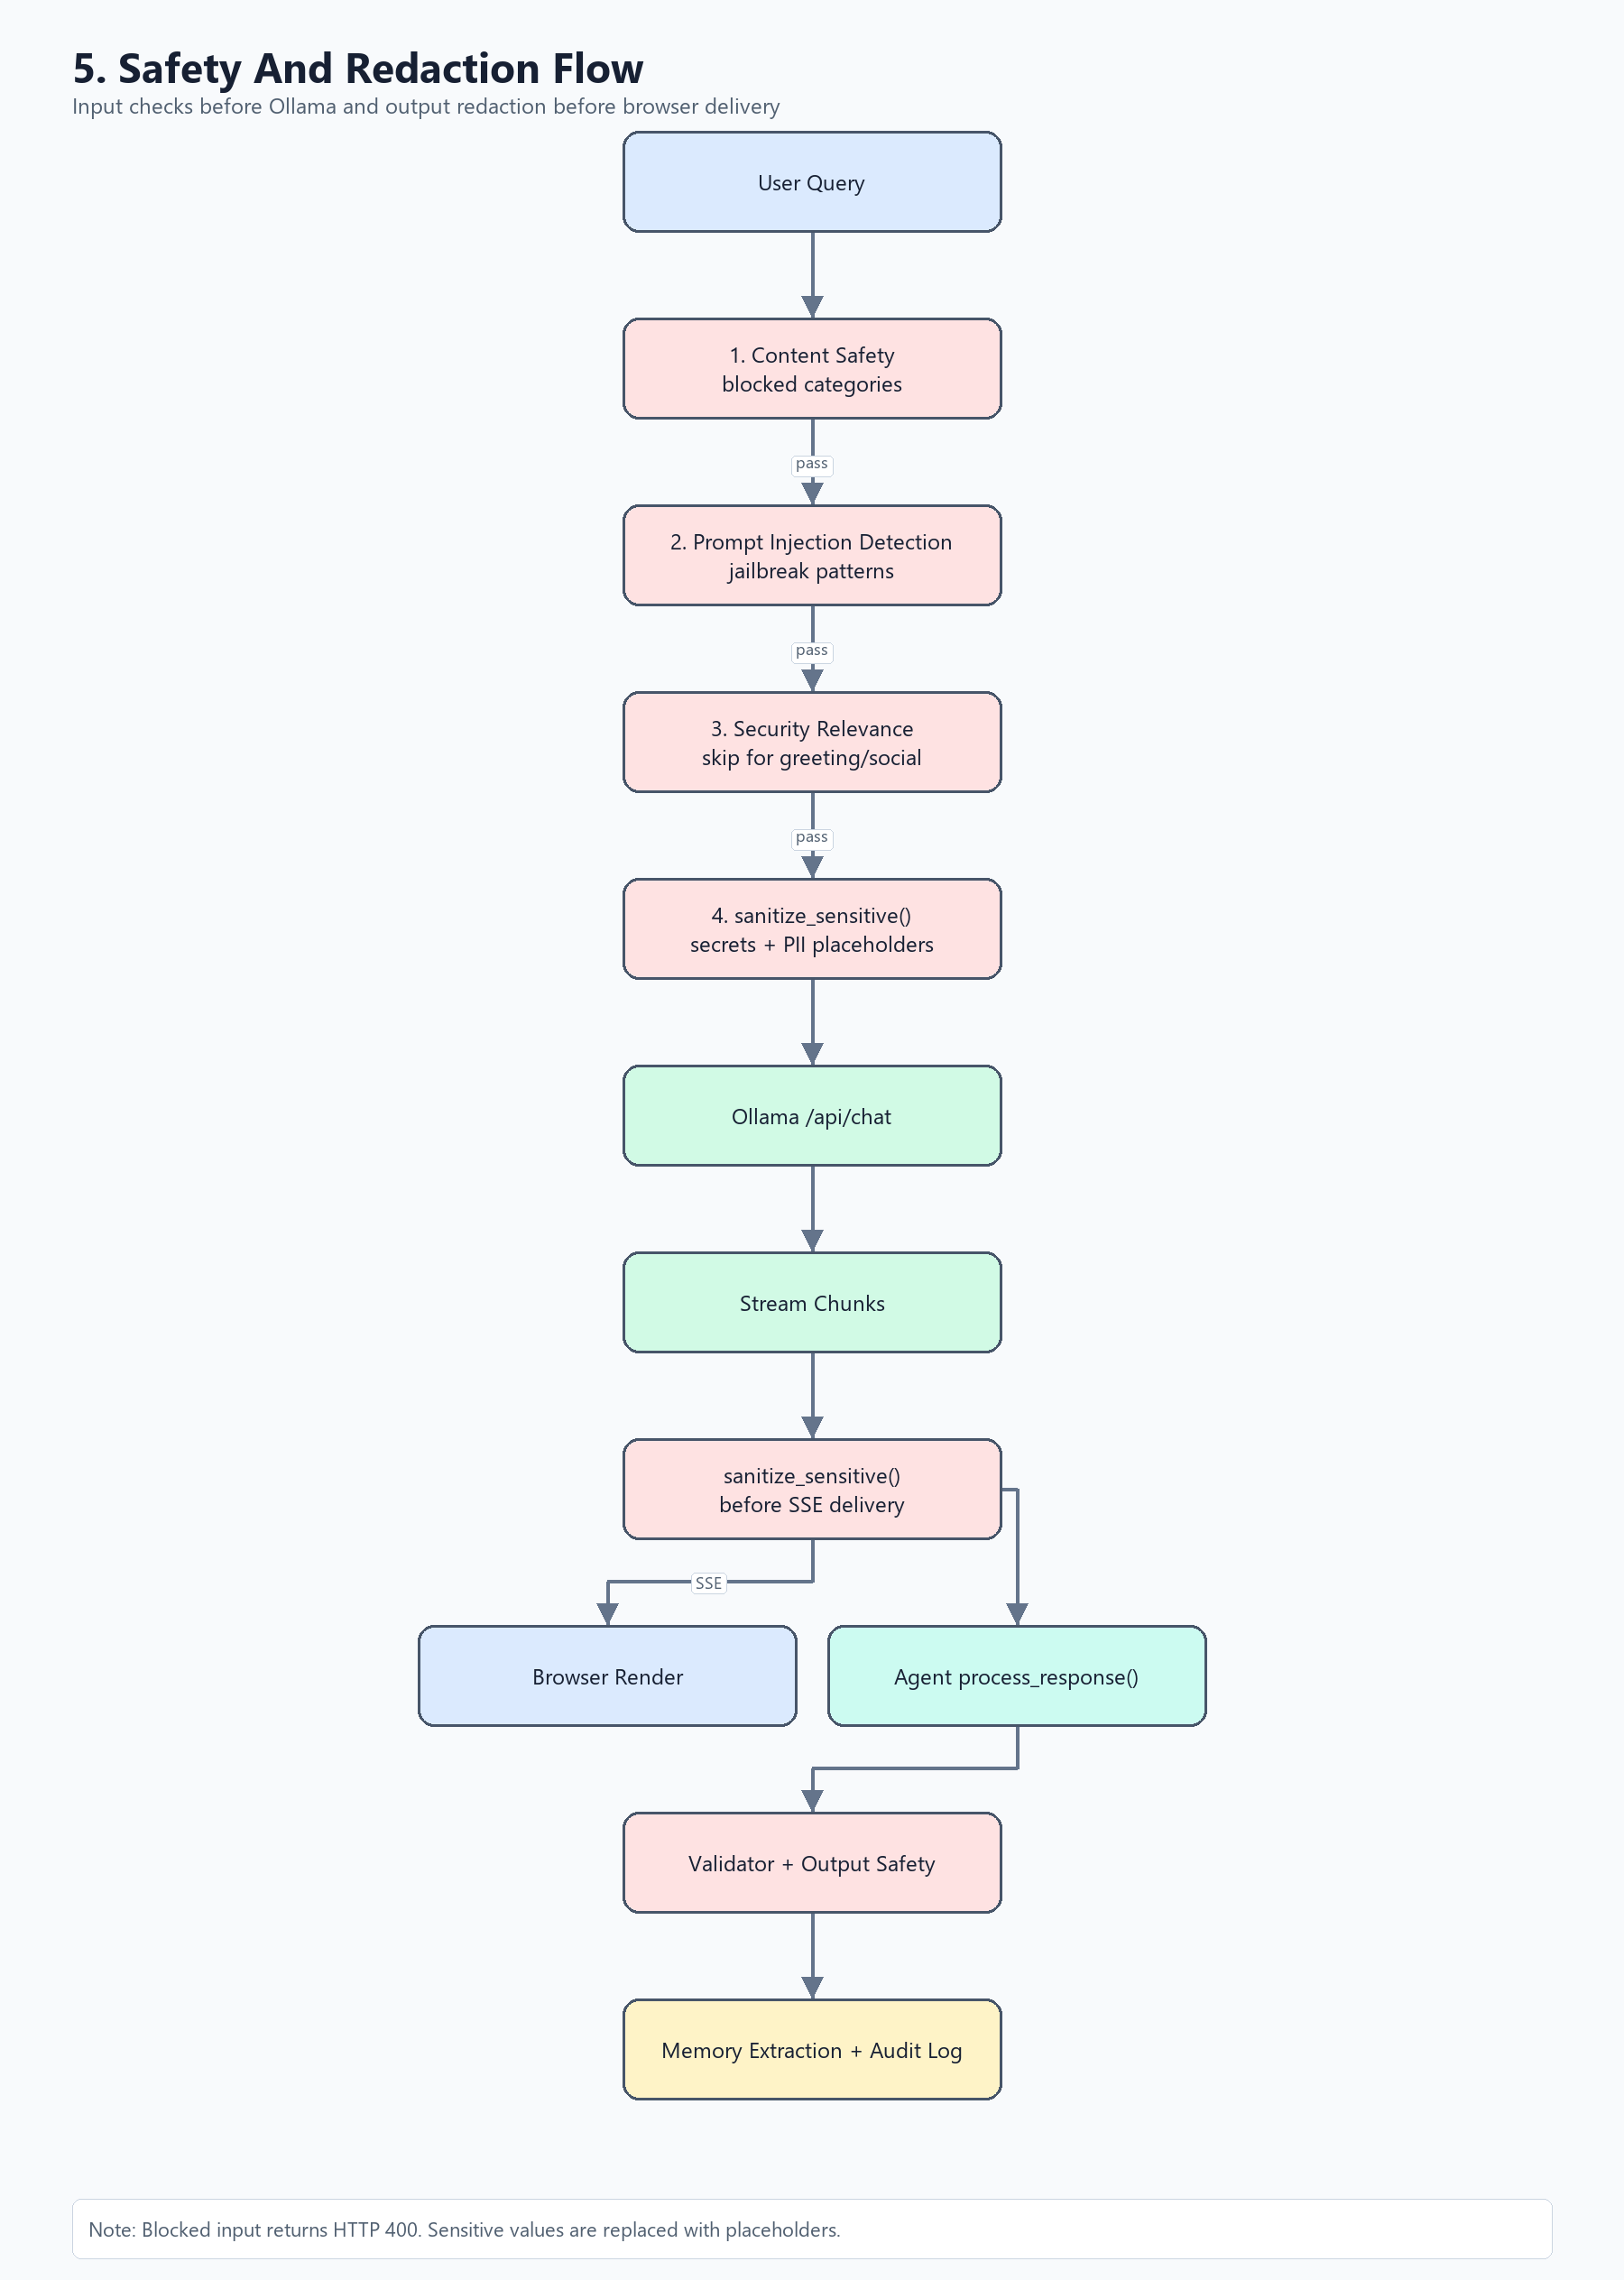 5. Safety And Redaction Flow
Input checks before Ollama and output redaction before browser delivery
User Query
1. Content Safety
blocked categories
pass
2. Prompt Injection Detection
jailbreak patterns
pass
3. Security Relevance
skip for greeting/social
pass
4. sanitize_sensitive()
secrets + PII placeholders
Ollama /api/chat
Stream Chunks
sanitize_sensitive()
before SSE delivery
SSE
Browser Render
Agent process_response()
Validator + Output Safety
Memory Extraction + Audit Log
Note: Blocked input returns HTTP 400. Sensitive values are replaced with placeholders.